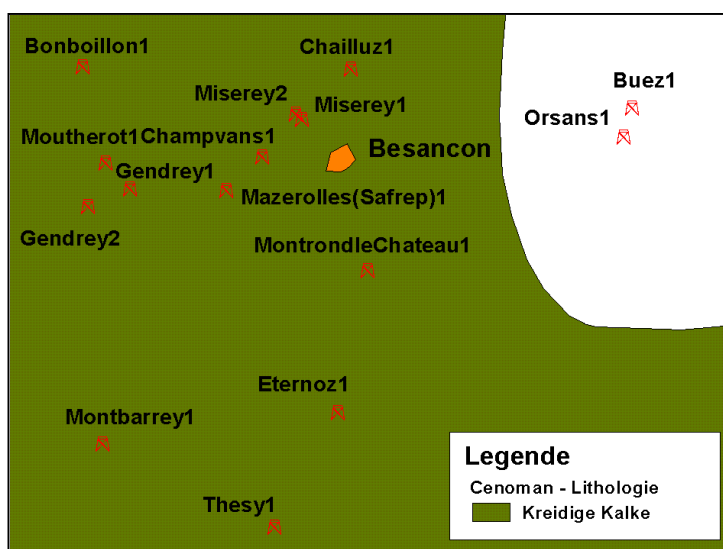 Bonboillon1
Chailluz1
Buez1
Miserey2
Miserey1
Orsans1
Moutherot1
Champvans1
Besancon
Gendrey1
Mazerolles(Safrep)1
Gendrey2
MontrondleChateau1
Eternoz1
Montbarrey1
Thesy1
Legende
Cenoman - Lithologie
Kreidige Kalke